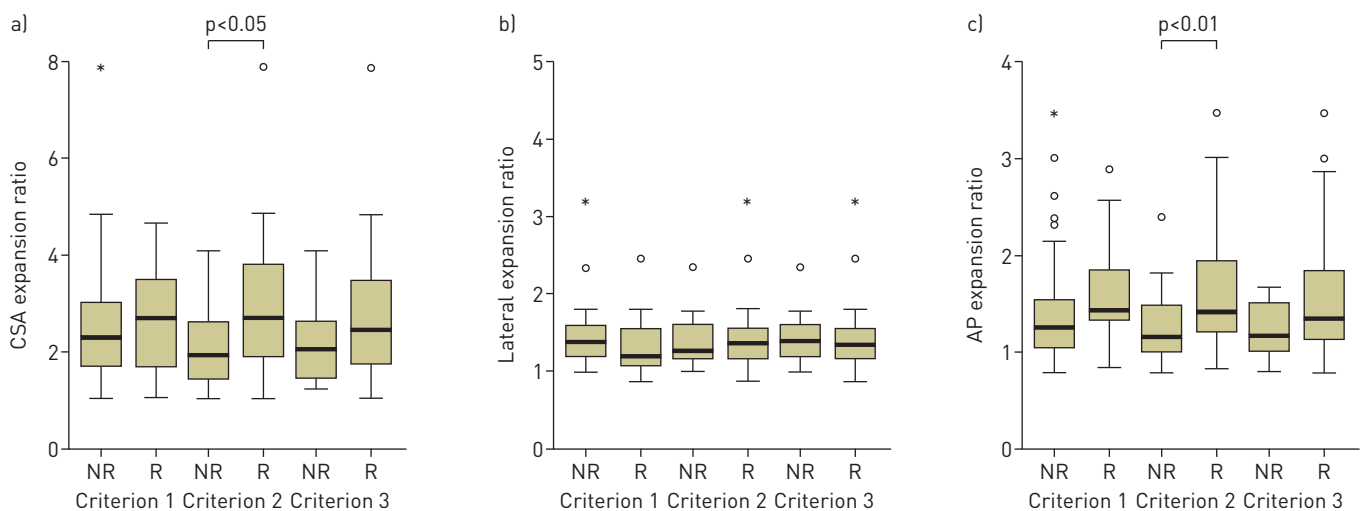 a)
p<0.05
CSA expansion ratio
8
6
4
2
0
NR R NR R NR R
Criterion 1 Criterion 2 Criterion 3
b)
Lateral expansion ratio
5
4
3
2
1
0
NR R NR R NR R
Criterion 1 Criterion 2 Criterion 3
c)
p<0.01
AP expansion ratio
4
3
2
1
0
NR R NR R NR R
Criterion 1 Criterion 2 Criterion 3